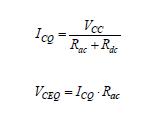 I_CQ = V_CC / (R_ac + R_dc)
V_CEQ = I_CQ · R_ac